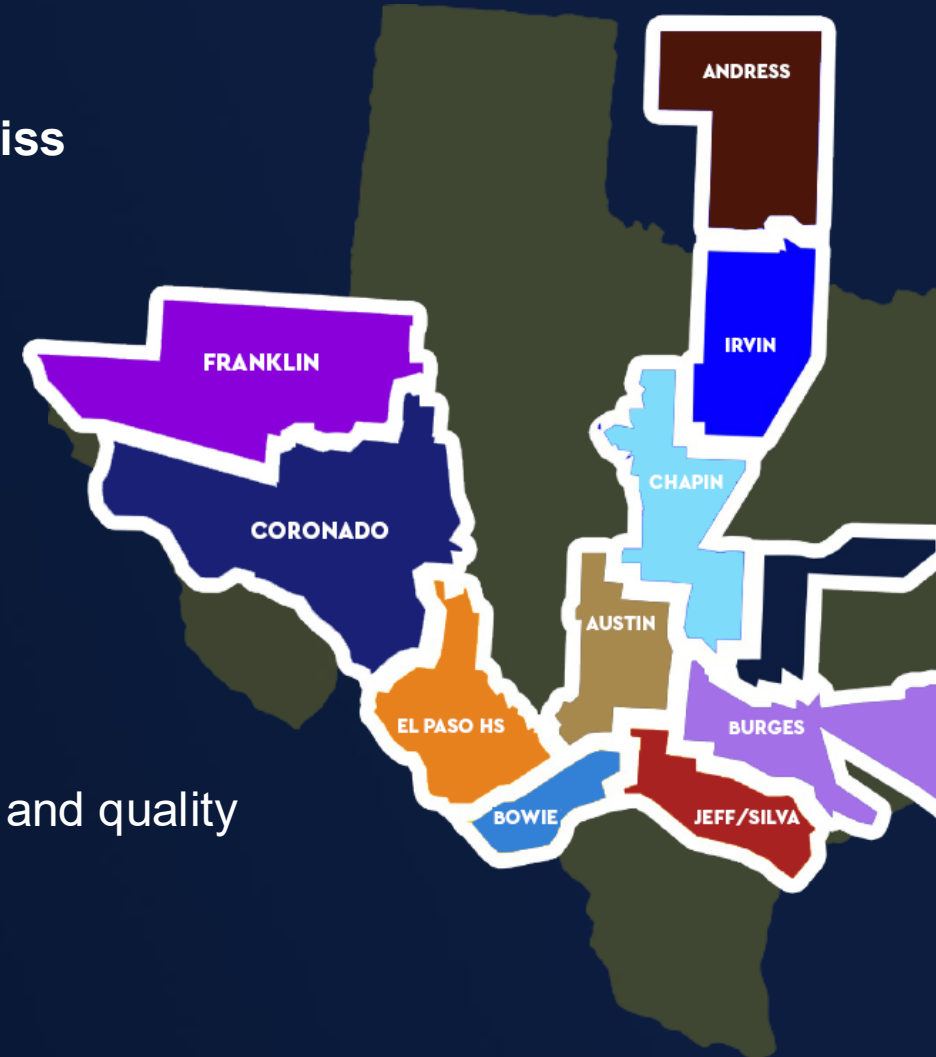 iss
ANDRESS
IRVIN
FRANKLIN
CHAPIN
CORONADO
AUSTIN
EL PASO HS
BURGES
and quality
BOWIE
JEFF/SILVA